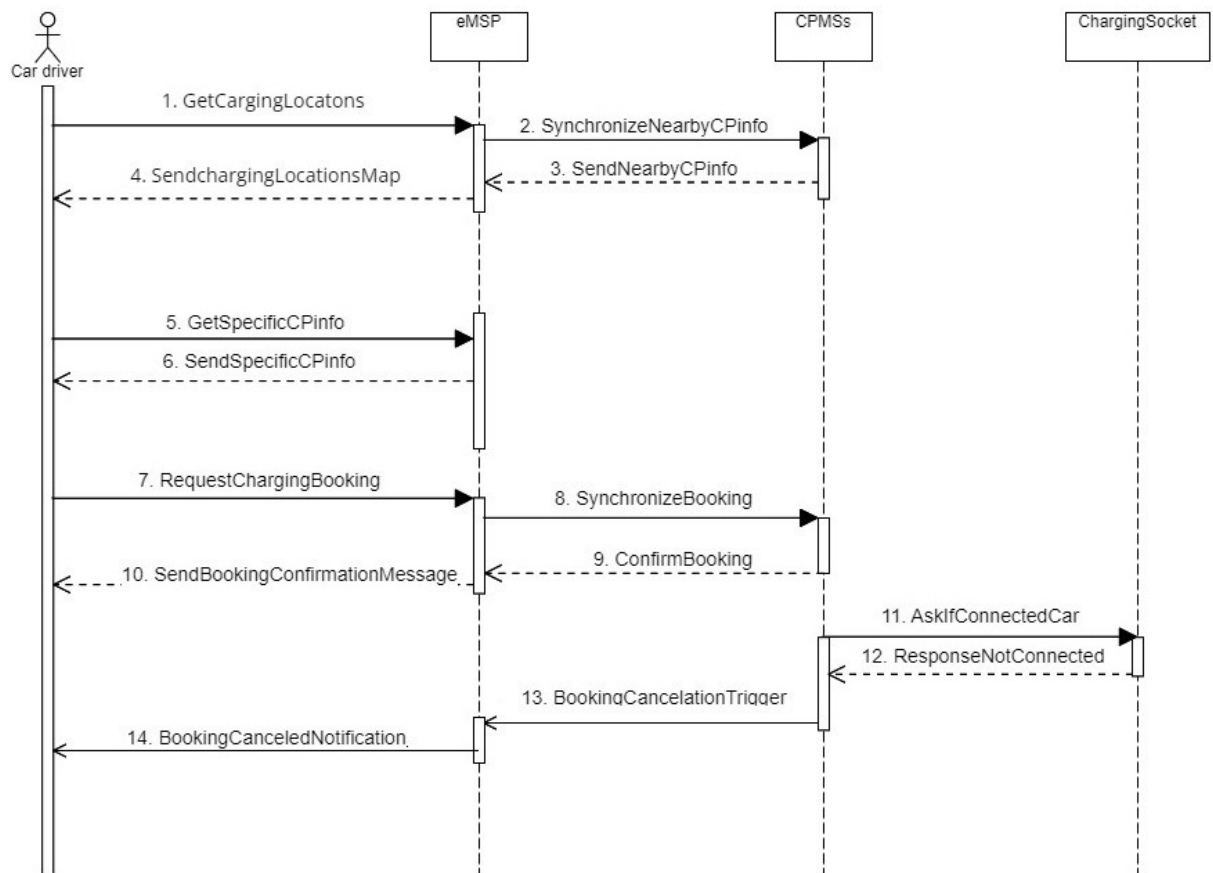 eMSP
CPMSs
ChargingSocket
Car driver
1. GetCargingLocatons
2. SynchronizeNearbyCPinfo
3. SendNearbyCPinfo
4. SendchargingLocationsMap
5. GetSpecificCPinfo
6. SendSpecificCPinfo
7. RequestChargingBooking
8. SynchronizeBooking
9. ConfirmBooking
10. SendBookingConfirmationMessage
11. AskIfConnectedCar
12. ResponseNotConnected
13. BookingCancelationTrigger
14. BookingCanceledNotification